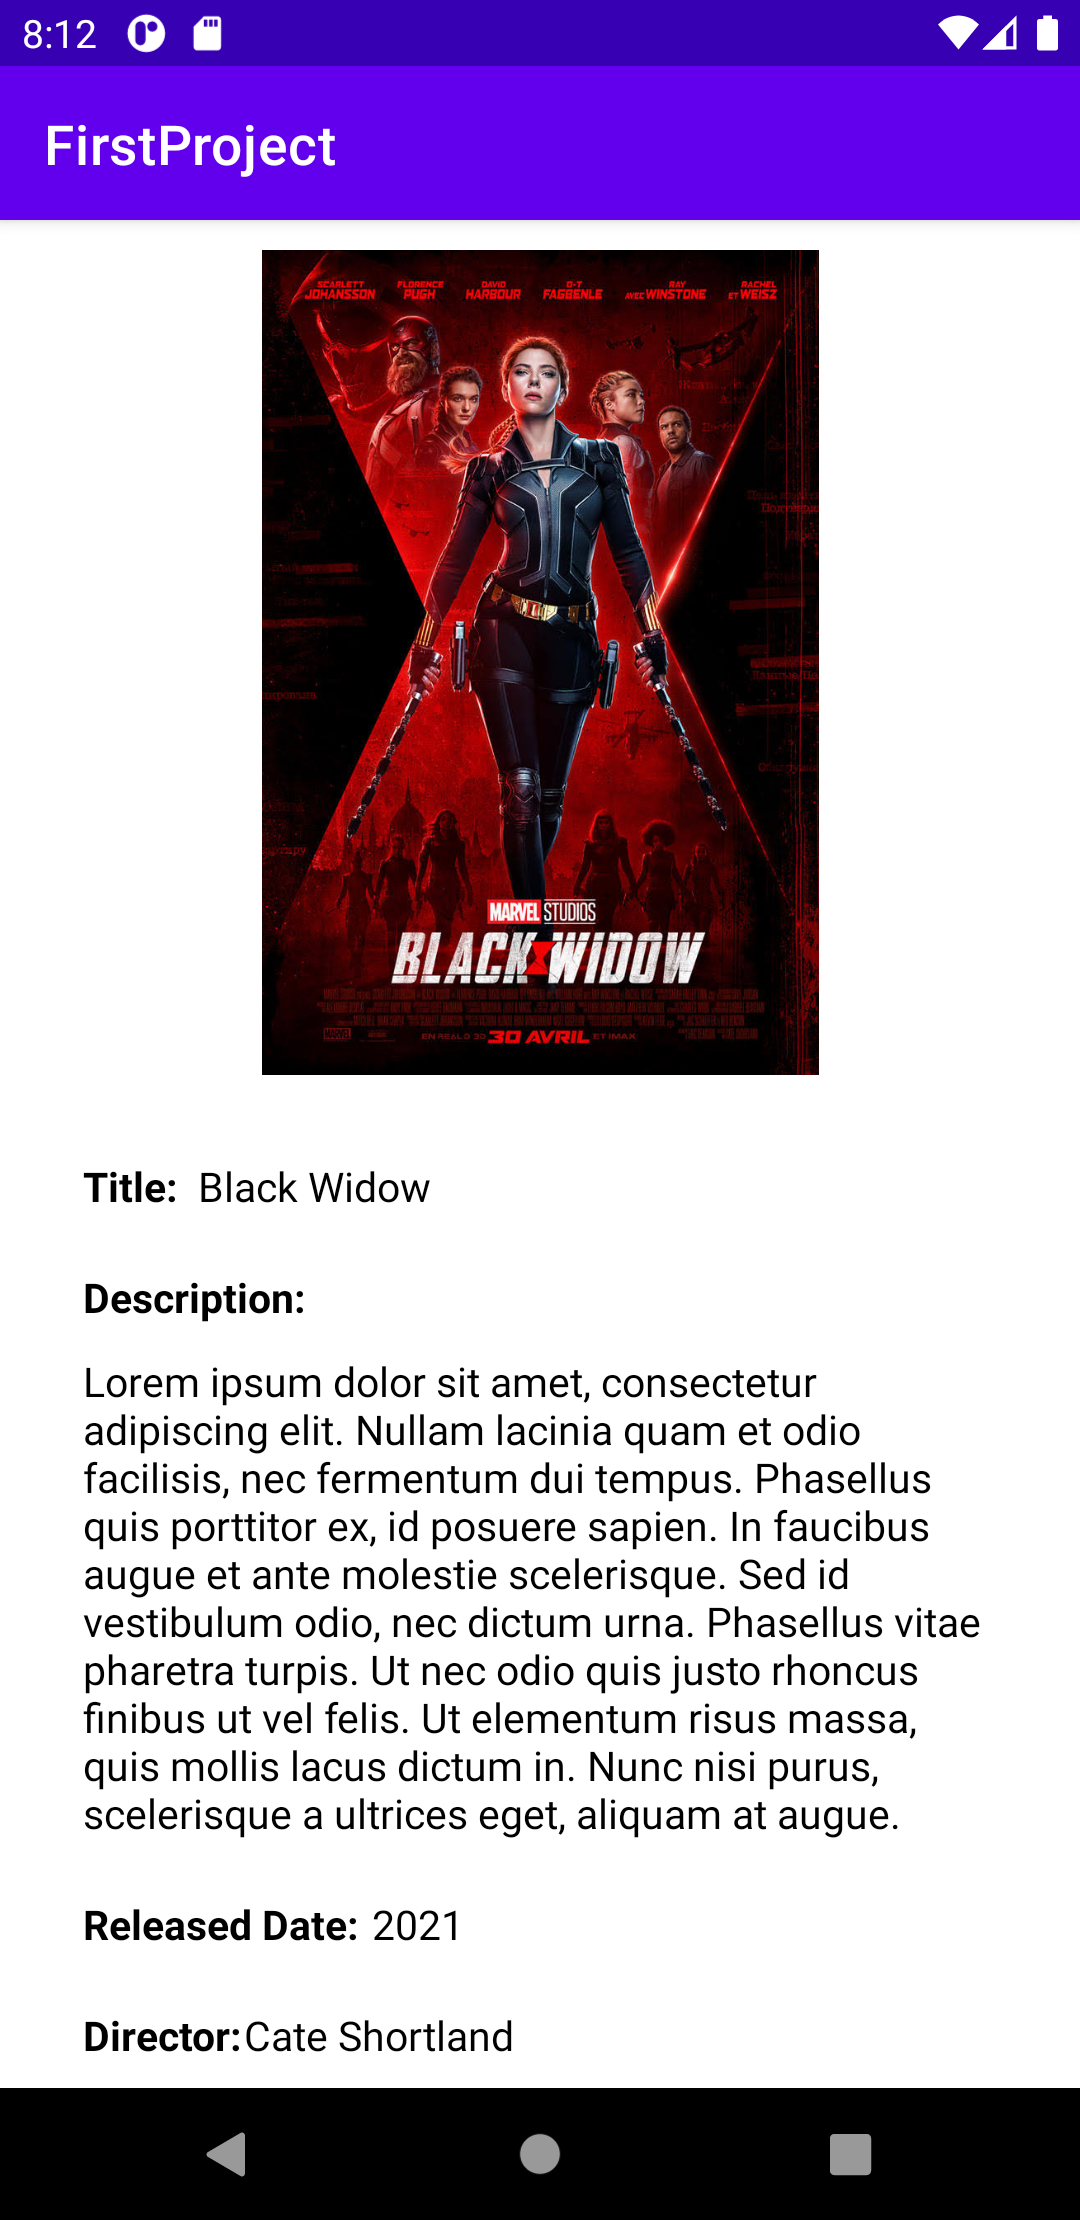 8:12
FirstProject
SCARLETT JOHANSSON FLORENCE PUGH DAVID HARBOUR O-T FAGBENLE AVEC RAY WINSTONE ET RACHEL WEISZ
MARVEL STUDIOS
BLACK WIDOW
MARVEL
EN REALD 3D 30 AVRIL ET IMAX
Title: Black Widow
Description:
Lorem ipsum dolor sit amet, consectetur
adipiscing elit. Nullam lacinia quam et odio
facilisis, nec fermentum dui tempus. Phasellus
quis porttitor ex, id posuere sapien. In faucibus
augue et ante molestie scelerisque. Sed id
vestibulum odio, nec dictum urna. Phasellus vitae
pharetra turpis. Ut nec odio quis justo rhoncus
finibus ut vel felis. Ut elementum risus massa,
quis mollis lacus dictum in. Nunc nisi purus,
scelerisque a ultrices eget, aliquam at augue.
Released Date: 2021
Director:Cate Shortland